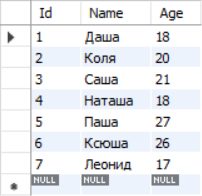 Id Name Age
1 Даша 18
2 Коля 20
3 Саша 21
4 Наташа 18
5 Паша 27
6 Ксюша 26
7 Леонид 17
NULL NULL NULL